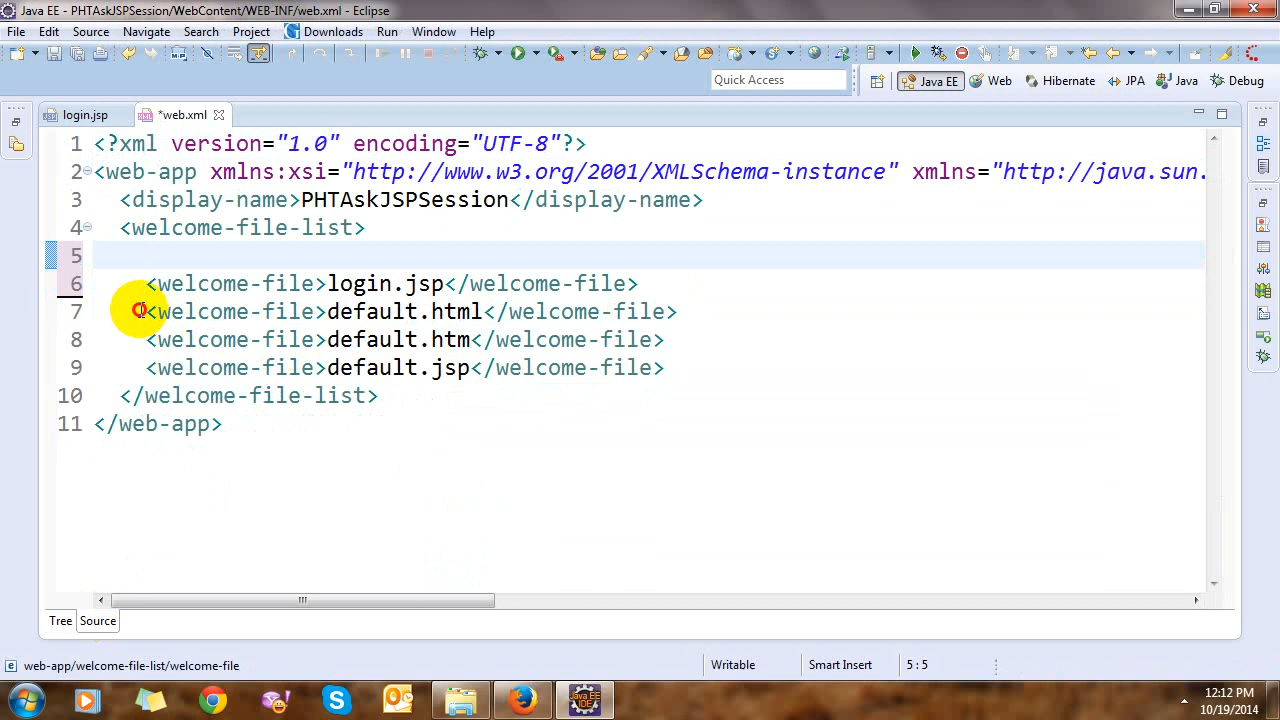 Java EE - PHTAskJSPSession/WebContent/WEB-INF/web.xml - Eclipse
File Edit Source Navigate Search Project Downloads Run Window Help
Quick Access Java EE Web Hibernate JPA Java Debug
login.jsp *web.xml
1 <?xml version="1.0" encoding="UTF-8"?>
2 <web-app xmlns:xsi="http://www.w3.org/2001/XMLSchema-instance" xmlns="http://java.sun.
3 <display-name>PHTAskJSPSession</display-name>
4 <welcome-file-list>
5
6 <welcome-file>login.jsp</welcome-file>
7 <welcome-file>default.html</welcome-file>
8 <welcome-file>default.htm</welcome-file>
9 <welcome-file>default.jsp</welcome-file>
10 </welcome-file-list>
11 </web-app>
Tree Source
web-app/welcome-file-list/welcome-file Writable Smart Insert 5 : 5
Java EE IDE 12:12 PM
10/19/2014